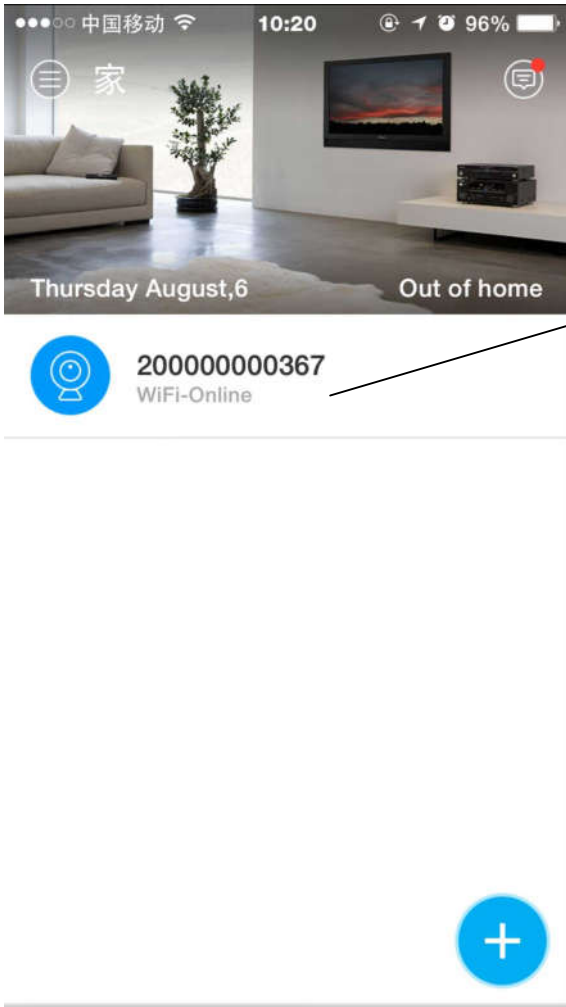 中国移动 10:20 96%
家
Thursday August,6 Out of home
200000000367
WiFi-Online